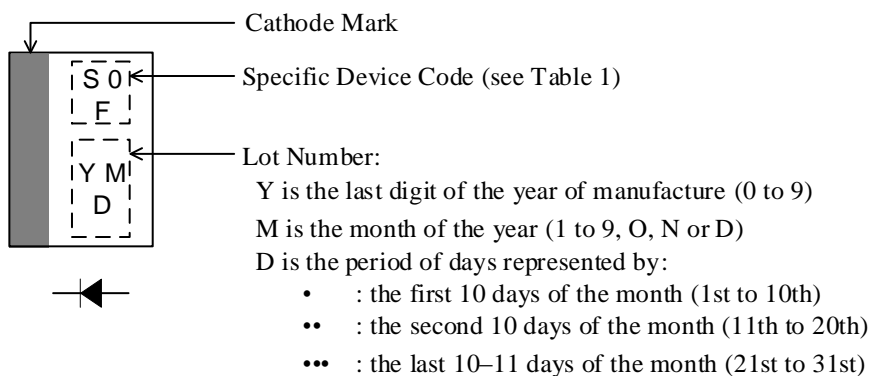 Cathode Mark
S 0
F
Specific Device Code (see Table 1)
Y M
D
Lot Number:
Y is the last digit of the year of manufacture (0 to 9)
M is the month of the year (1 to 9, O, N or D)
D is the period of days represented by:
• : the first 10 days of the month (1st to 10th)
•• : the second 10 days of the month (11th to 20th)
••• : the last 10–11 days of the month (21st to 31st)